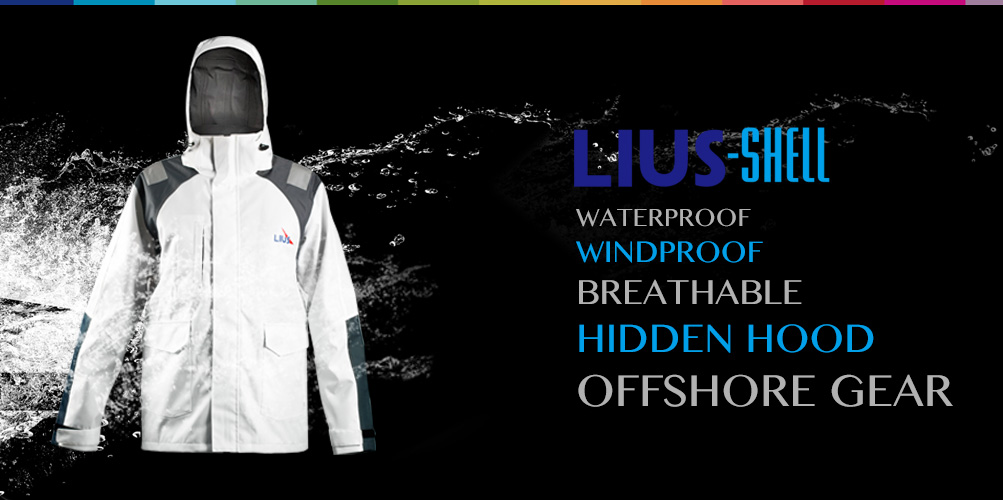 LIUS
LIUS-SHELL
WATERPROOF
WINDPROOF
BREATHABLE
HIDDEN HOOD
OFFSHORE GEAR